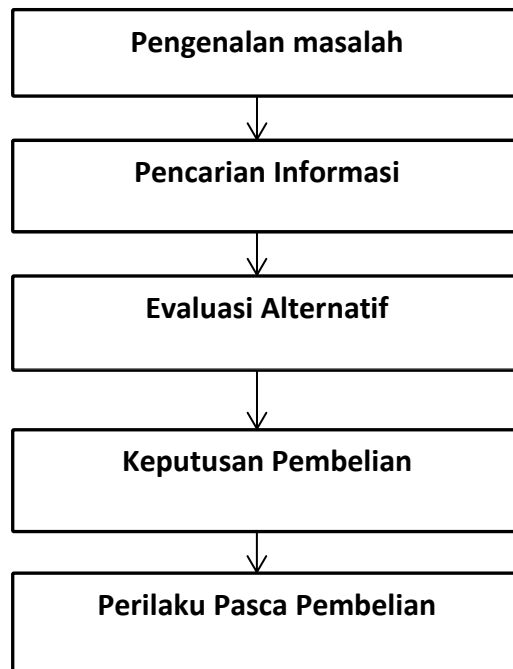 Pengenalan masalah
Pencarian Informasi
Evaluasi Alternatif
Keputusan Pembelian
Perilaku Pasca Pembelian